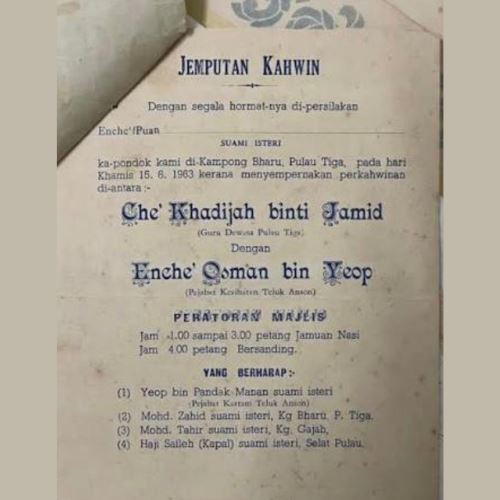 JEMPUTAN KAHWIN
Dengan segala hormat-nya di-persilakan
Enche'/Puan
SUAMI ISTERI
ka-pondok kami di-Kampong Bharu, Pulau Tiga, pada hari
Khamis 15. 6. 1963 kerana menyempernakan perkahwinan
di-antara :-
Che' Khadijah binti Jamid
(Guru Dewasa Pulau Tiga)
Dengan
Enche' Osman bin Yeop
(Pejabat Kesihatan Teluk Anson)
PERATORAN MAJLIS
Jam 1.00 sampai 3.00 petang Jamuan Nasi
Jam 4.00 petang Bersanding.
YANG BERHARAP:-
(1) Yeop bin Pandak Manan suami isteri
(Pejabat Kastam Teluk Anson)
(2) Mohd. Zahid suami isteri, Kg Bharu, P. Tiga.
(3) Mohd. Tahir suami isteri, Kg. Gajah,
(4) Haji Saileh (Kapal) suami isteri, Selat Pulau.